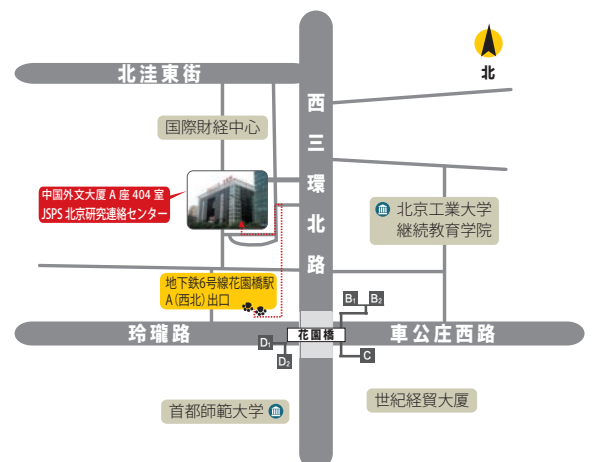 北洼東街
北
西三環北路
国際財経中心
中国外文大厦 A 座 404 室
JSPS 北京研究連絡センター
北京工業大学
継続教育学院
地下鉄6号線花園橋駅
A(西北)出口
B1
B2
玲瓏路
花園橋
車公庄西路
D1
D2
C
世紀経貿大厦
首都師範大学